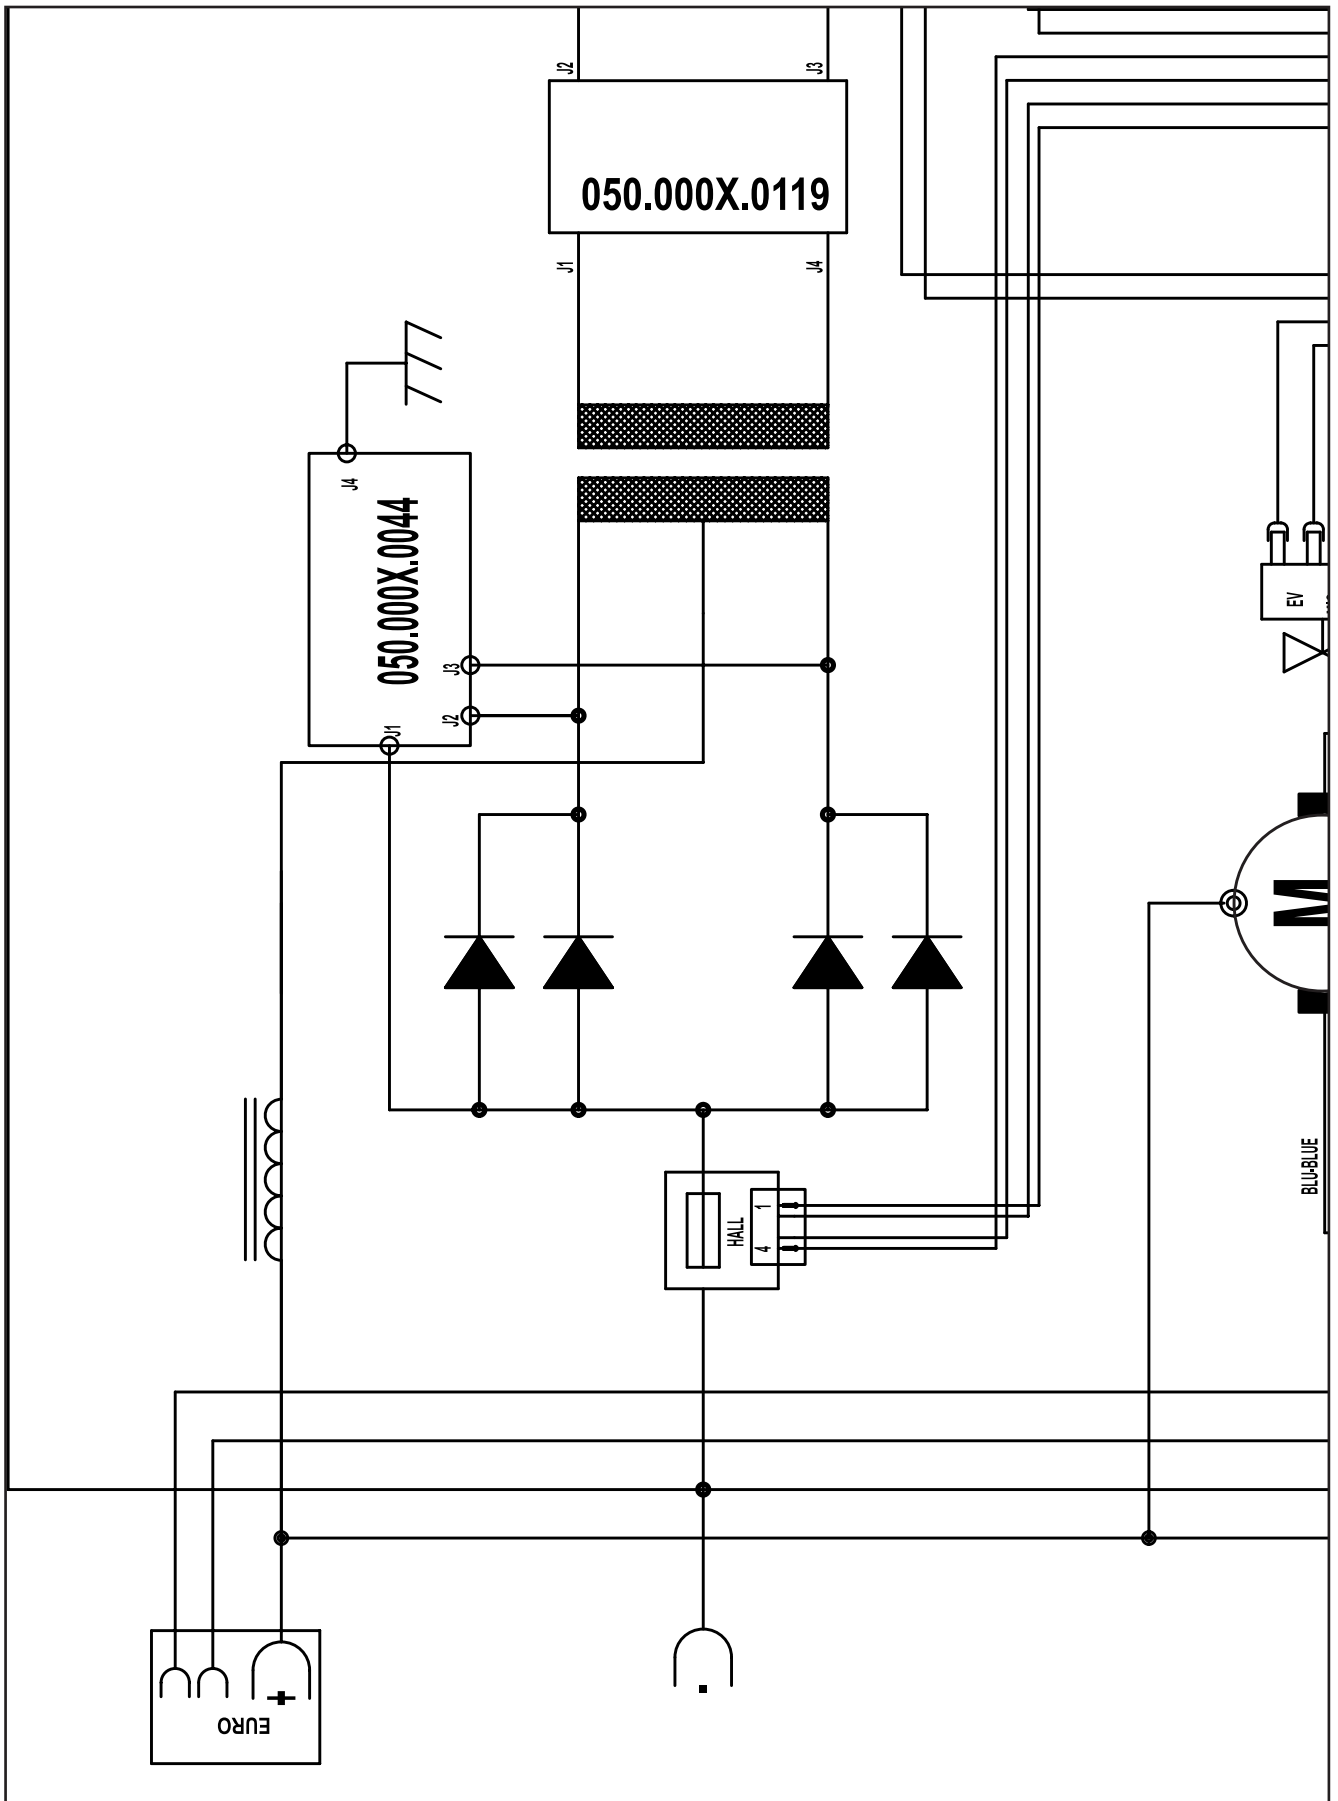 J2
J3
050.000X.0119
J1
J4
J4
050.000X.0044
J3
J2
J1
EV
M
BLU-BLUE
1
HALL
4
+
-
EURO